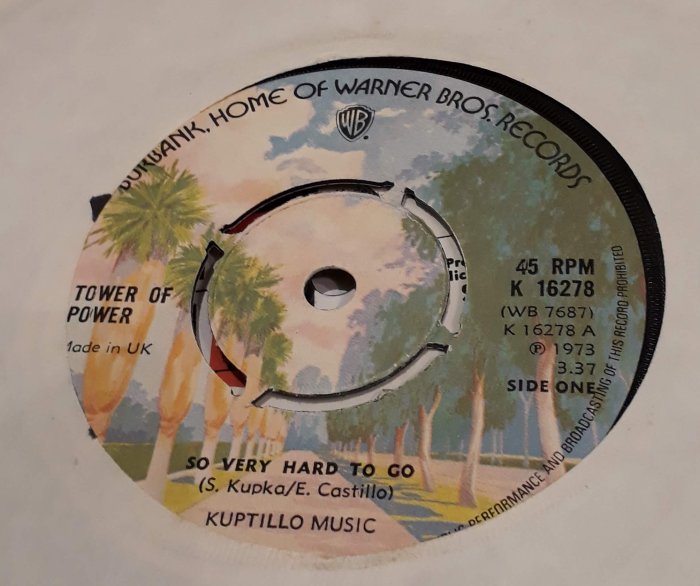 BURBANK, HOME OF WARNER BROS. RECORDS
WB
TOWER OF
POWER
Made in UK
45 RPM
K 16278
(WB 7687)
K 16278 A
℗ 1973
3.37
SIDE ONE
SO VERY HARD TO GO
(S. Kupka/E. Castillo)
KUPTILLO MUSIC
PERFORMANCE AND BROADCASTING OF THIS RECORD PROHIBITED